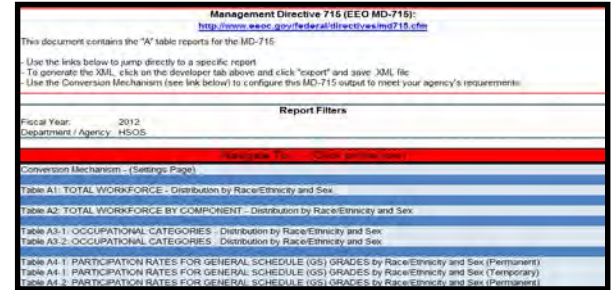 Management Directive 715 (EEO MD-715):
http://www.eeoc.gov/federal/directives/md715.cfm
This document contains the "A" table reports for the MD-715
- Use the links below to jump directly to a specific report
- To generate the XML, click on the developer tab above and click "export" and save .XML file
- Use the Conversion Mechanism (see link below) to configure this MD-715 output to meet your agency's requirements
Report Filters
Fiscal Year: 2012
Department / Agency: HSOS
Navigate To:
Conversion Mechanism - (Settings Page)
Table A1: TOTAL WORKFORCE - Distribution by Race/Ethnicity and Sex
Table A2: TOTAL WORKFORCE BY COMPONENT - Distribution by Race/Ethnicity and Sex
Table A3-1: OCCUPATIONAL CATEGORIES - Distribution by Race/Ethnicity and Sex
Table A3-2: OCCUPATIONAL CATEGORIES - Distribution by Race/Ethnicity and Sex
Table A4-1: PARTICIPATION RATES FOR GENERAL SCHEDULE (GS) GRADES by Race/Ethnicity and Sex (Permanent)
Table A4-1: PARTICIPATION RATES FOR GENERAL SCHEDULE (GS) GRADES by Race/Ethnicity and Sex (Temporary)
Table A4-2: PARTICIPATION RATES FOR GENERAL SCHEDULE (GS) GRADES by Race/Ethnicity and Sex (Permanent)